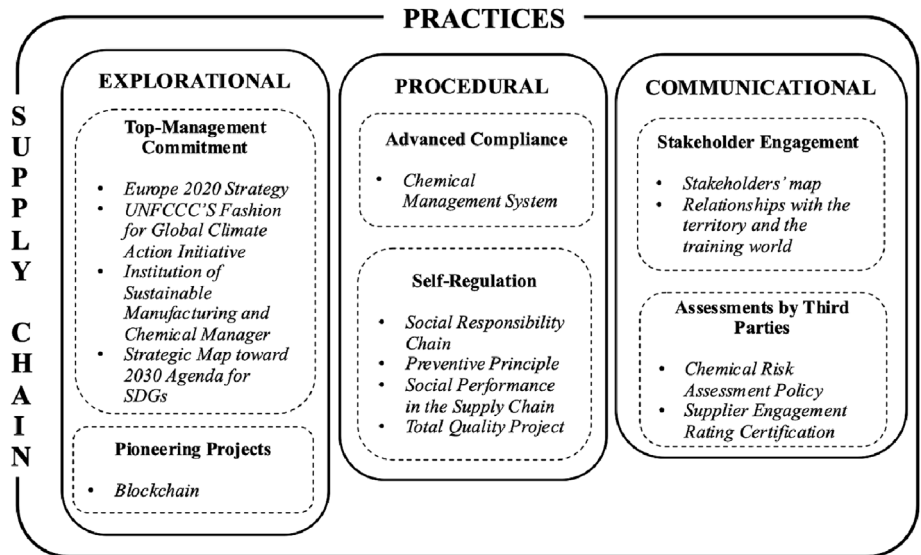 PRACTICES
SUPPLY CHAIN
EXPLORATIONAL
Top-Management
Commitment
• Europe 2020 Strategy
• UNFCCC'S Fashion
for Global Climate
Action Initiative
• Institution of
Sustainable
Manufacturing and
Chemical Manager
• Strategic Map toward
2030 Agenda for
SDGs
Pioneering Projects
• Blockchain
PROCEDURAL
Advanced Compliance
• Chemical
Management System
Self-Regulation
• Social Responsibility
Chain
• Preventive Principle
• Social Performance
in the Supply Chain
• Total Quality Project
COMMUNICATIONAL
Stakeholder Engagement
• Stakeholders' map
• Relationships with the
territory and the
training world
Assessments by Third
Parties
• Chemical Risk
Assessment Policy
• Supplier Engagement
Rating Certification